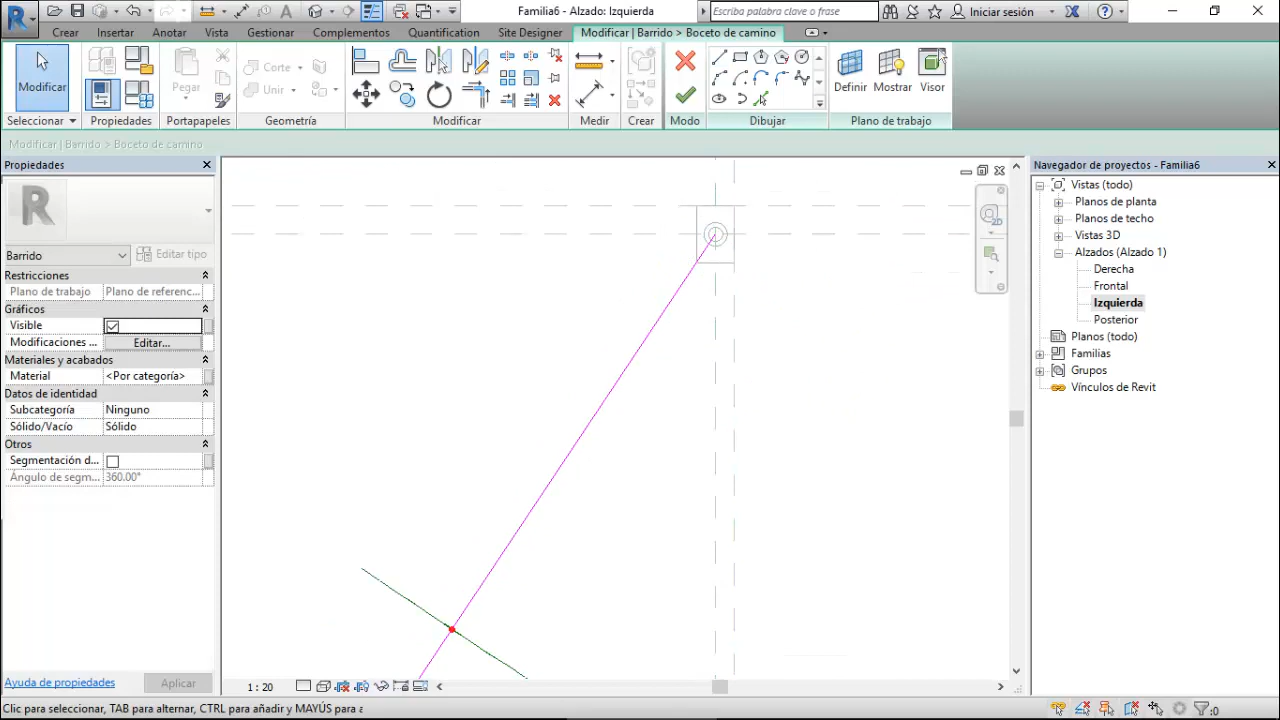 Familia6 - Alzado: Izquierda
Escriba palabra clave o frase
Iniciar sesión
Crear
Insertar
Anotar
Vista
Gestionar
Complementos
Quantification
Site Designer
Modificar | Barrido > Boceto de camino
Modificar
Pegar
Corte
Unir
Definir
Mostrar
Visor
Seleccionar
Propiedades
Portapapeles
Geometría
Modificar
Medir
Crear
Modo
Dibujar
Plano de trabajo
Modificar | Barrido > Boceto de camino
Propiedades
Barrido
Editar tipo
Restricciones
Plano de trabajo
Plano de referenc...
Gráficos
Visible
Modificaciones ...
Editar...
Materiales y acabados
Material
<Por categoría>
Datos de identidad
Subcategoría
Ninguno
Sólido/Vacío
Sólido
Otros
Segmentación d...
Ángulo de segm...
360.00°
Ayuda de propiedades
Aplicar
2D
1 : 20
Navegador de proyectos - Familia6
Vistas (todo)
Planos de planta
Planos de techo
Vistas 3D
Alzados (Alzado 1)
Derecha
Frontal
Izquierda
Posterior
Planos (todo)
Familias
Grupos
Vínculos de Revit
Clic para seleccionar, TAB para alternar, CTRL para añadir y MAYÚS para a
:0